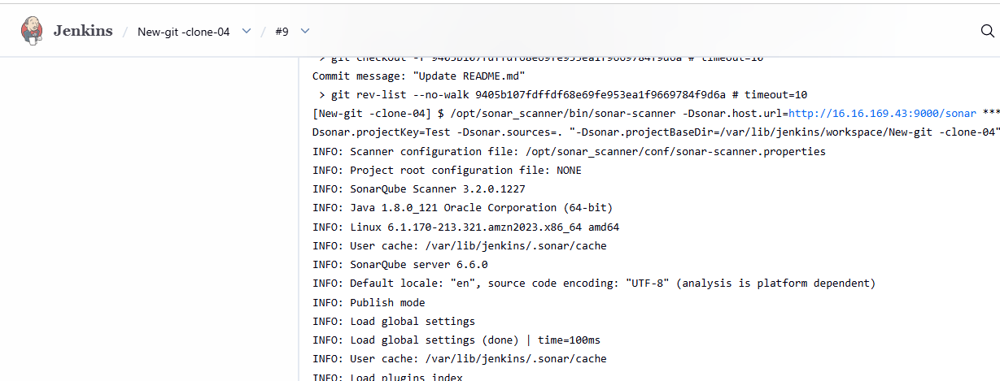 Jenkins / New-git -clone-04 / #9
> git checkout -f 9405b107fdffdf68e69fe953ea1f9669784f9d6a # timeout=10
Commit message: "Update README.md"
> git rev-list --no-walk 9405b107fdffdf68e69fe953ea1f9669784f9d6a # timeout=10
[New-git -clone-04] $ /opt/sonar_scanner/bin/sonar-scanner -Dsonar.host.url=http://16.16.169.43:9000/sonar ***
Dsonar.projectKey=Test -Dsonar.sources=. "-Dsonar.projectBaseDir=/var/lib/jenkins/workspace/New-git -clone-04"
INFO: Scanner configuration file: /opt/sonar_scanner/conf/sonar-scanner.properties
INFO: Project root configuration file: NONE
INFO: SonarQube Scanner 3.2.0.1227
INFO: Java 1.8.0_121 Oracle Corporation (64-bit)
INFO: Linux 6.1.170-213.321.amzn2023.x86_64 amd64
INFO: User cache: /var/lib/jenkins/.sonar/cache
INFO: SonarQube server 6.6.0
INFO: Default locale: "en", source code encoding: "UTF-8" (analysis is platform dependent)
INFO: Publish mode
INFO: Load global settings
INFO: Load global settings (done) | time=100ms
INFO: User cache: /var/lib/jenkins/.sonar/cache
INFO: Load plugins index